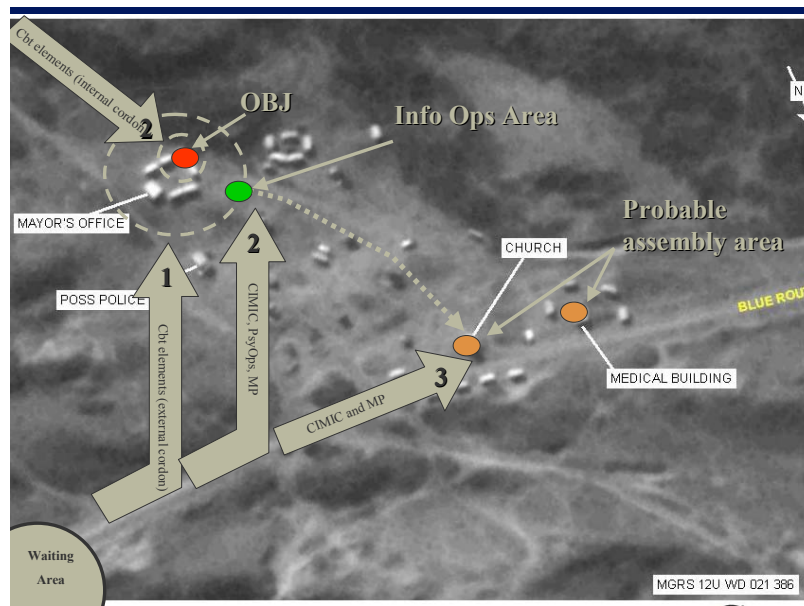 Cbt elements (internal cordon)
2
OBJ
Info Ops Area
N
MAYOR'S OFFICE
Probable
assembly area
CHURCH
1
2
POSS POLICE
BLUE ROU
CIMIC, PsyOps, MP
Cbt elements (external cordon)
3
CIMIC and MP
MEDICAL BUILDING
Waiting
Area
MGRS 12U WD 021 386